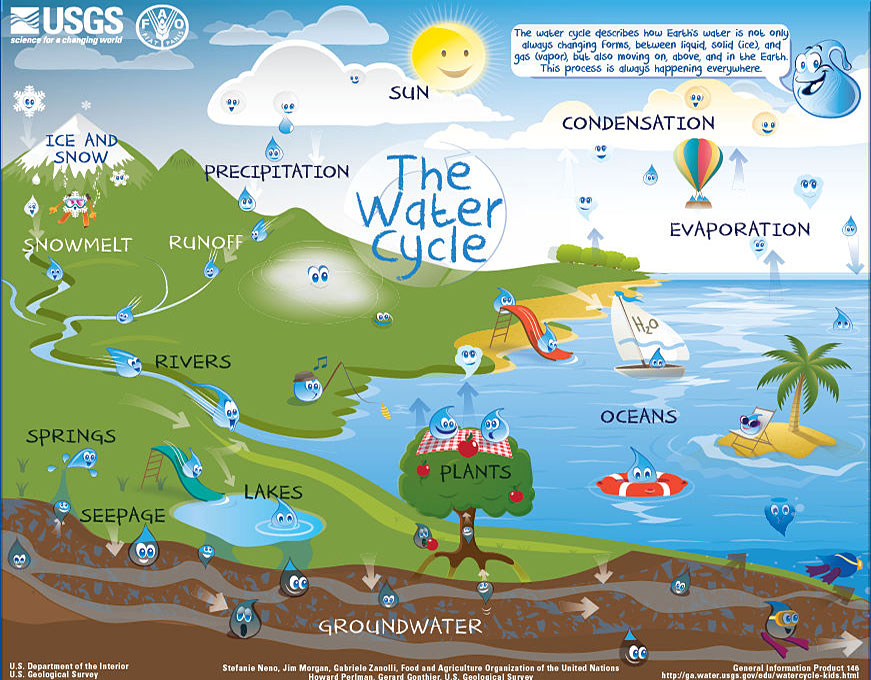 USGS
science for a changing world
F A O
FIAT PANIS
The water cycle describes how Earth's water is not only
always changing forms, between liquid, solid (ice), and
gas (vapor), but also moving on, above, and in the Earth.
This process is always happening everywhere.
SUN
CONDENSATION
ICE AND
SNOW
PRECIPITATION
The
Water
Cycle
EVAPORATION
SNOWMELT
RUNOFF
H2O
RIVERS
OCEANS
SPRINGS
PLANTS
LAKES
SEEPAGE
GROUNDWATER
U.S. Department of the Interior
U.S. Geological Survey
Stefanie Neno, Jim Morgan, Gabriele Zanolli, Food and Agriculture Organization of the United Nations
Howard Perlman, Gerard Gonthier, U.S. Geological Survey
General Information Product 146
http://ga.water.usgs.gov/edu/watercycle-kids.html